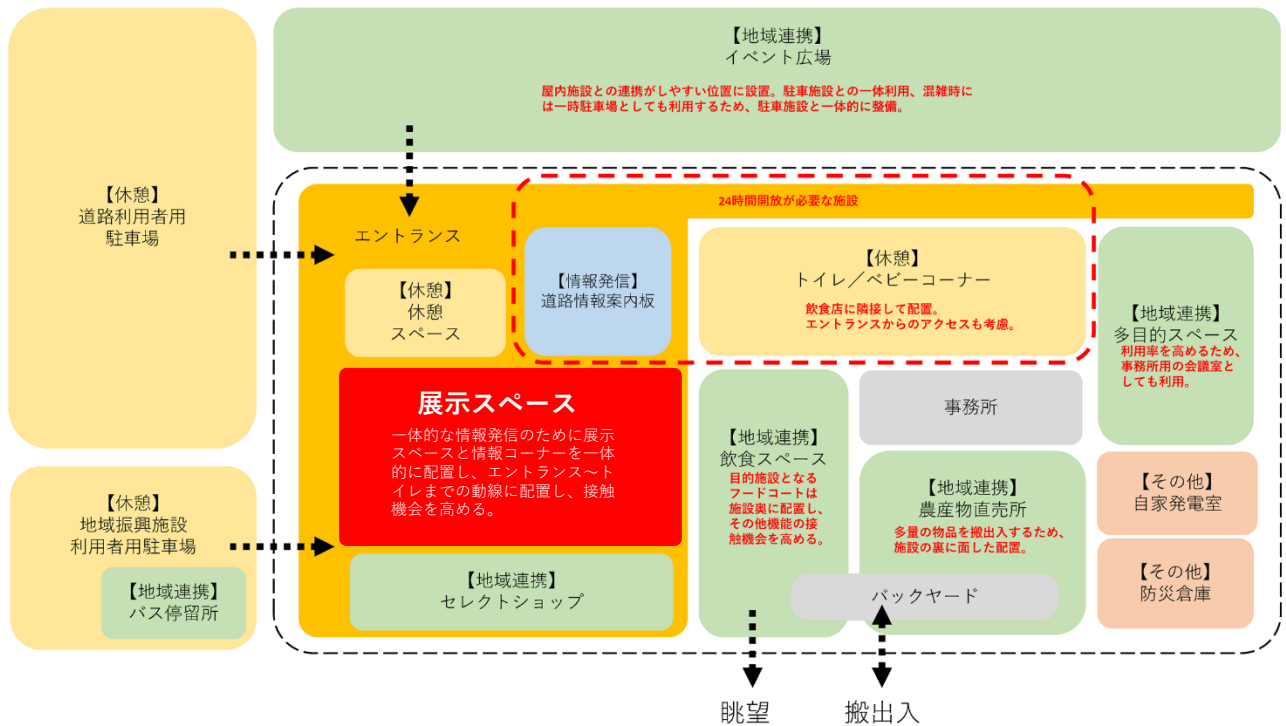 【地域連携】
イベント広場
屋内施設との連携がしやすい位置に設置。駐車施設との一体利用、混雑時に
は一時駐車場としても利用するため、駐車施設と一体的に整備。
【休憩】
道路利用者用
駐車場
24時間開放が必要な施設
エントランス
【休憩】
休憩
スペース
【情報発信】
道路情報案内板
【休憩】
トイレ／ベビーコーナー
飲食店に隣接して配置。
エントランスからのアクセスも考慮。
【地域連携】
多目的スペース
利用率を高めるため、
事務所用の会議室と
しても利用。
展示スペース
一体的な情報発信のために展示
スペースと情報コーナーを一体
的に配置し、エントランス～ト
イレまでの動線に配置し、接触
機会を高める。
【地域連携】
飲食スペース
目的施設となる
フードコートは
施設奥に配置し、
その他機能の接
触機会を高める。
事務所
【地域連携】
農産物直売所
多量の物品を搬出入するため、
施設の裏に面した配置。
【その他】
自家発電室
【休憩】
地域振興施設
利用者用駐車場
【地域連携】
バス停留所
【地域連携】
セレクトショップ
バックヤード
【その他】
防災倉庫
眺望
搬出入